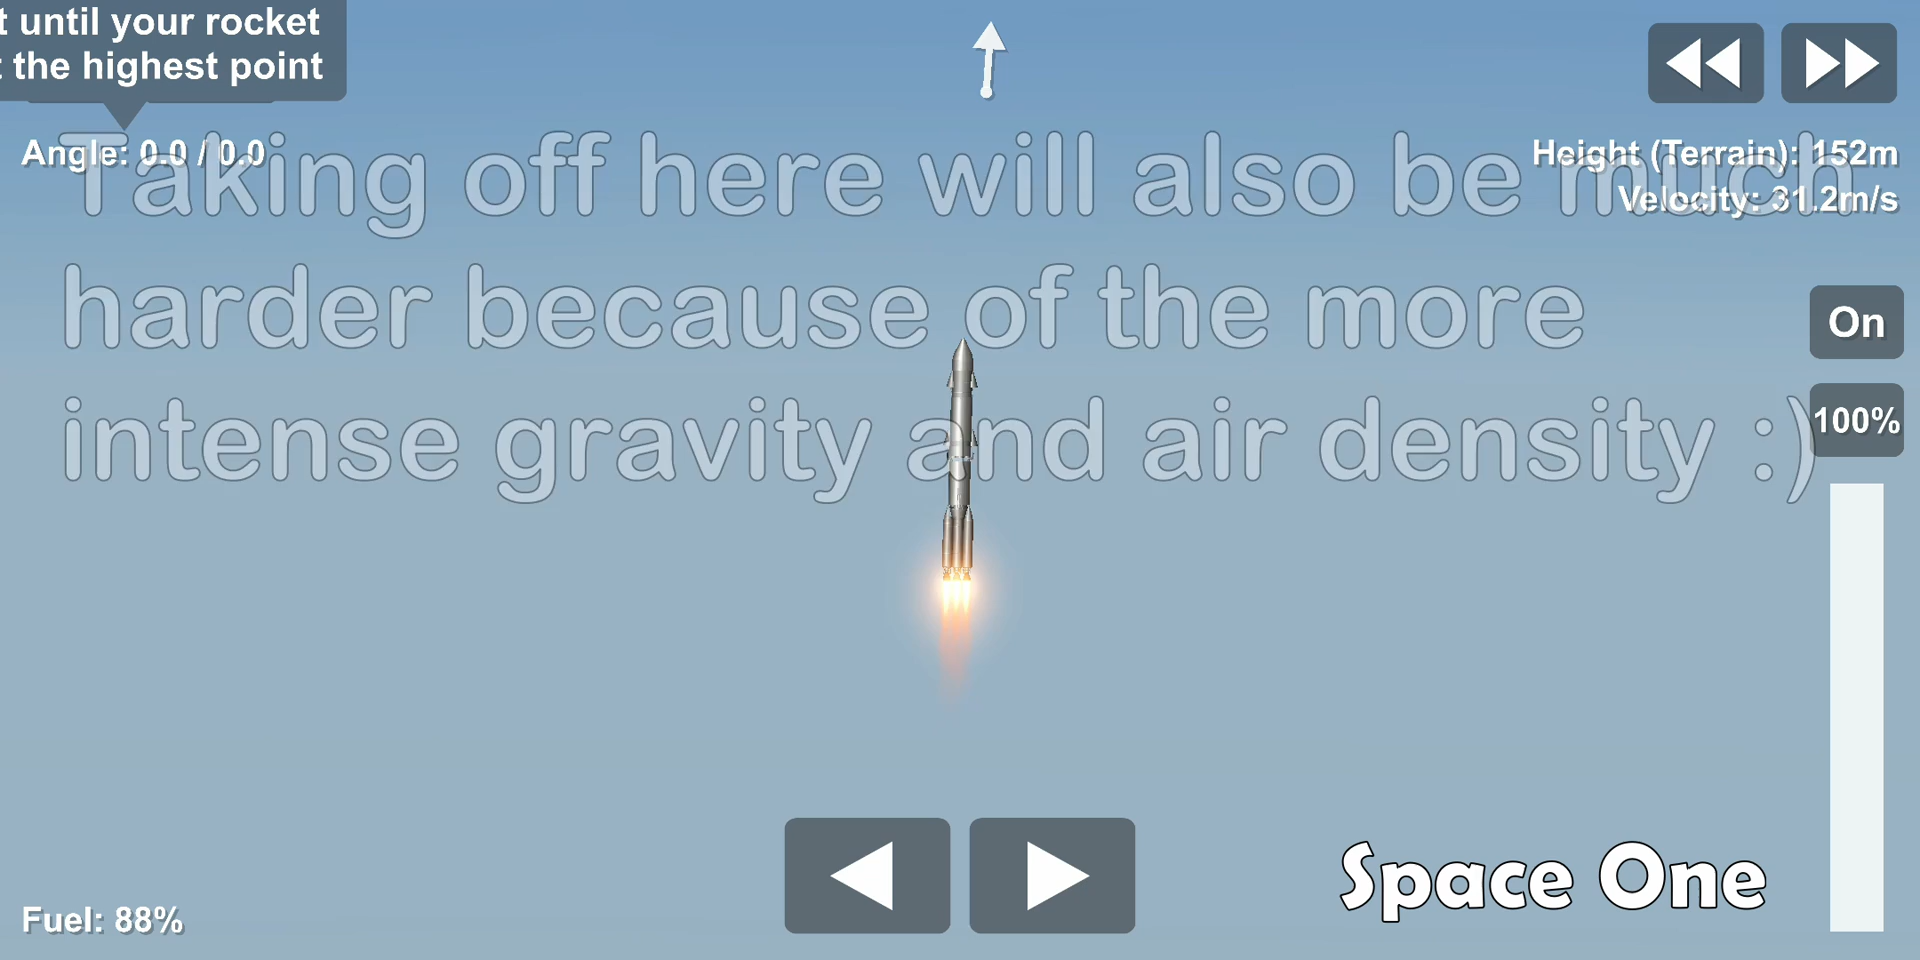 t until your rocket
t the highest point
Angle: 0.0 / 0.0
Height (Terrain): 152m
Velocity: 31.2m/s
Taking off here will also be much
harder because of the more
intense gravity and air density :)
On
100%
Space One
Fuel: 88%